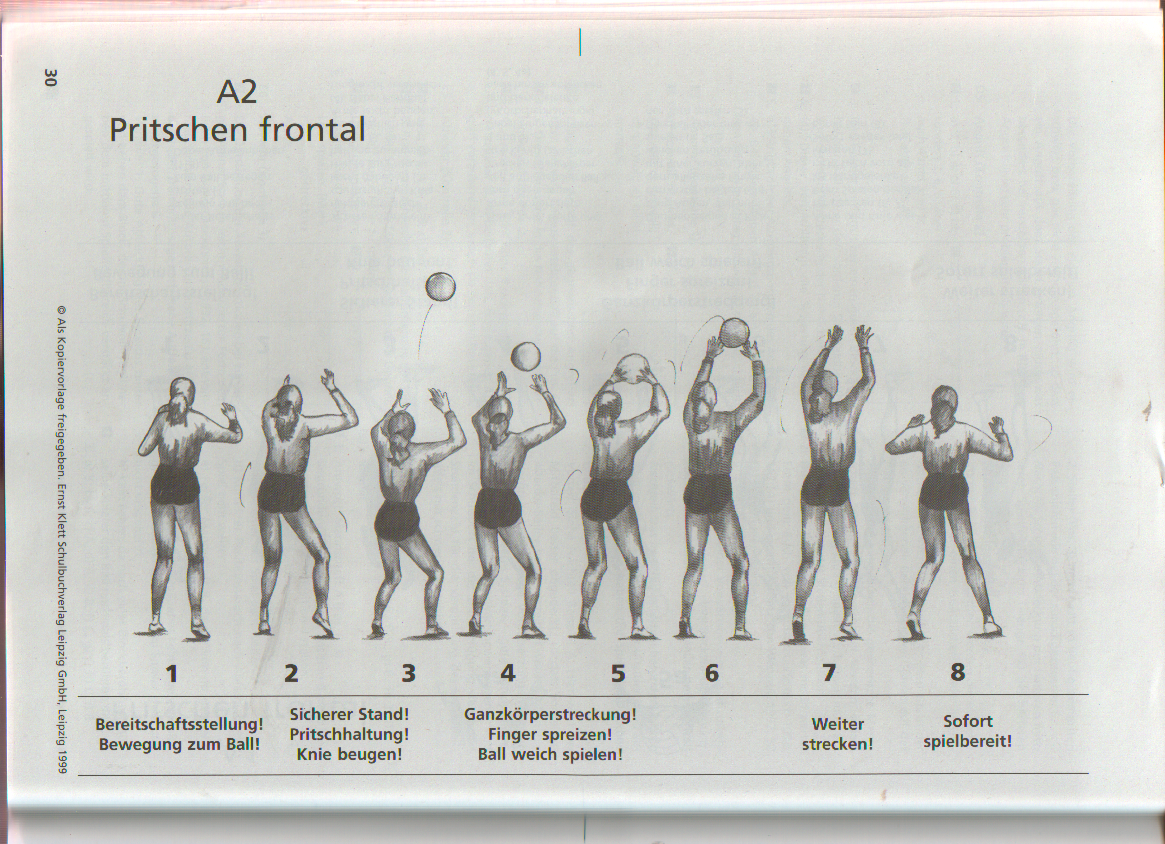 30
A2
Pritschen frontal
© Als Kopiervorlage freigegeben. Ernst Klett Schulbuchverlag Leipzig GmbH, Leipzig 1999
1 2 3 4 5 6 7 8
Bereitschaftsstellung!
Bewegung zum Ball!
Sicherer Stand!
Pritschhaltung!
Knie beugen!
Ganzkörperstreckung!
Finger spreizen!
Ball weich spielen!
Weiter
strecken!
Sofort
spielbereit!